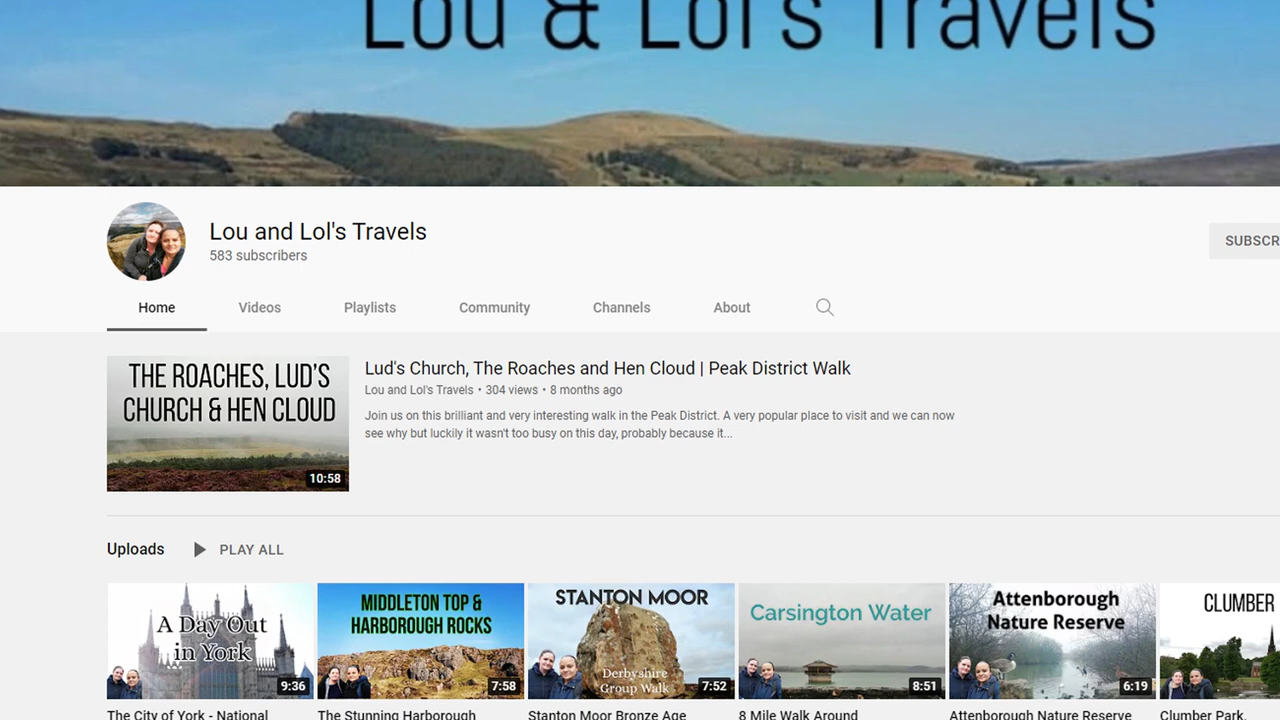 Lou & Lol's Travels
Lou and Lol's Travels
583 subscribers
SUBSCR
Home Videos Playlists Community Channels About
THE ROACHES, LUD'S
CHURCH & HEN CLOUD
10:58
Lud's Church, The Roaches and Hen Cloud | Peak District Walk
Lou and Lol's Travels • 304 views • 8 months ago
Join us on this brilliant and very interesting walk in the Peak District. A very popular place to visit and we can now
see why but luckily it wasn't too busy on this day, probably because it...
Uploads PLAY ALL
A Day Out
in York
9:36
MIDDLETON TOP &
HARBOROUGH ROCKS
7:58
STANTON MOOR
Derbyshire
Group Walk
7:52
Carsington Water
8:51
Attenborough
Nature Reserve
6:19
CLUMBER
The City of York - National
The Stunning Harborough
Stanton Moor Bronze Age
8 Mile Walk Around
Attenborough Nature Reserve
Clumber Park.